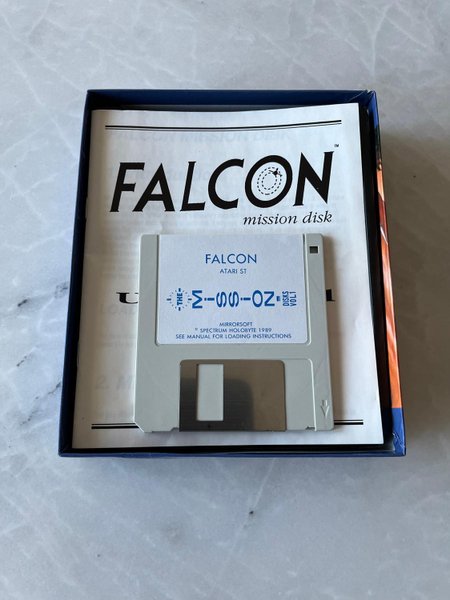 FALCON™
mission disk
FALCON
ATARI ST
THE MISSION DISKS VOL.1
MIRRORSOFT
© SPECTRUM HOLOBYTE 1989
SEE MANUAL FOR LOADING INSTRUCTIONS